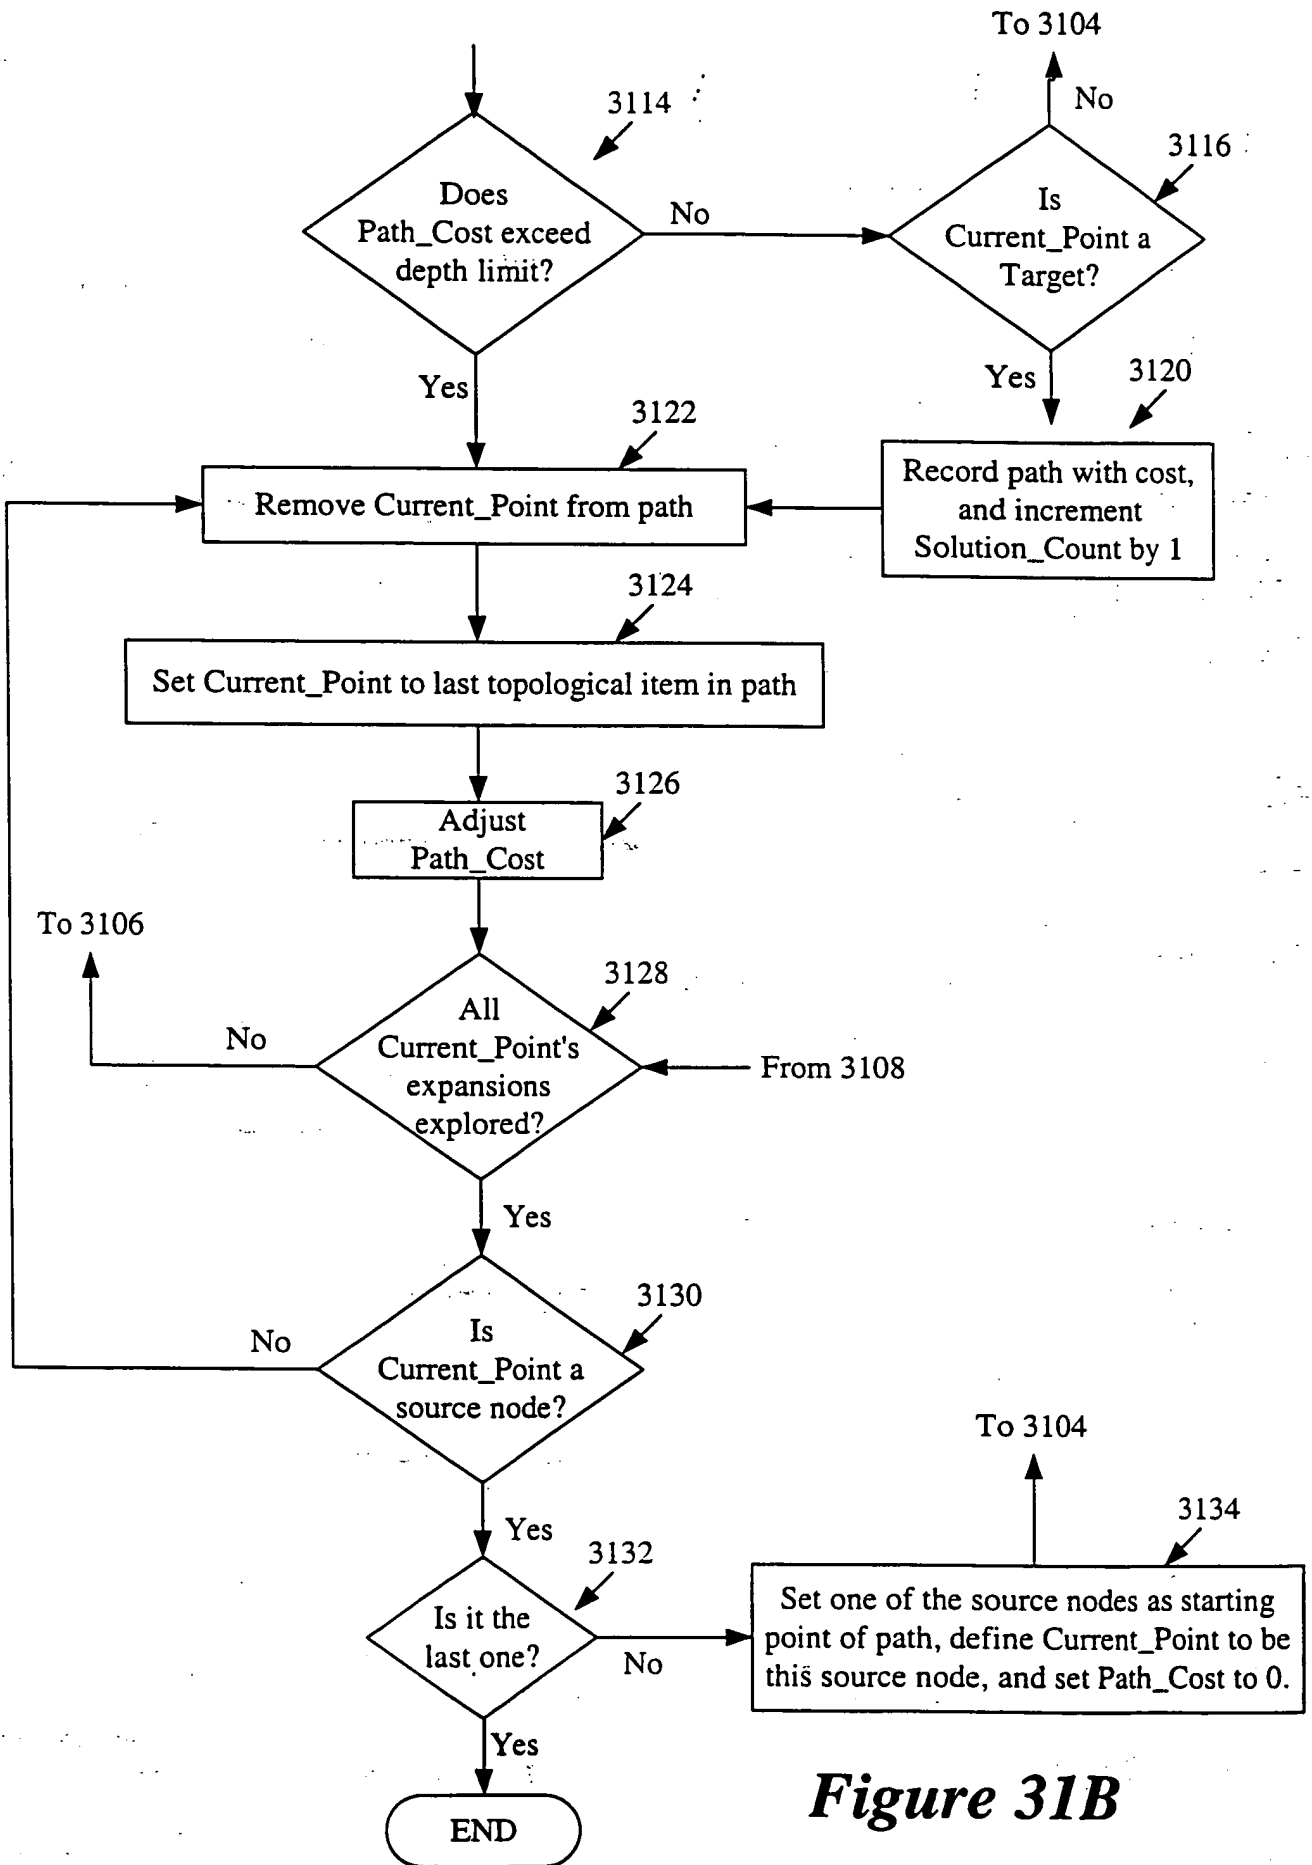 To 3104
No
3114
3116
Does
Path_Cost exceed
depth limit?
No
Is
Current_Point a
Target?
Yes
Yes
3120
3122
Remove Current_Point from path
Record path with cost,
and increment
Solution_Count by 1
3124
Set Current_Point to last topological item in path
3126
Adjust
Path_Cost
To 3106
3128
All
Current_Point's
expansions
explored?
No
From 3108
Yes
3130
Is
Current_Point a
source node?
No
To 3104
Yes
3134
3132
Is it the
last one?
No
Set one of the source nodes as starting
point of path, define Current_Point to be
this source node, and set Path_Cost to 0.
Yes
END
Figure 31B